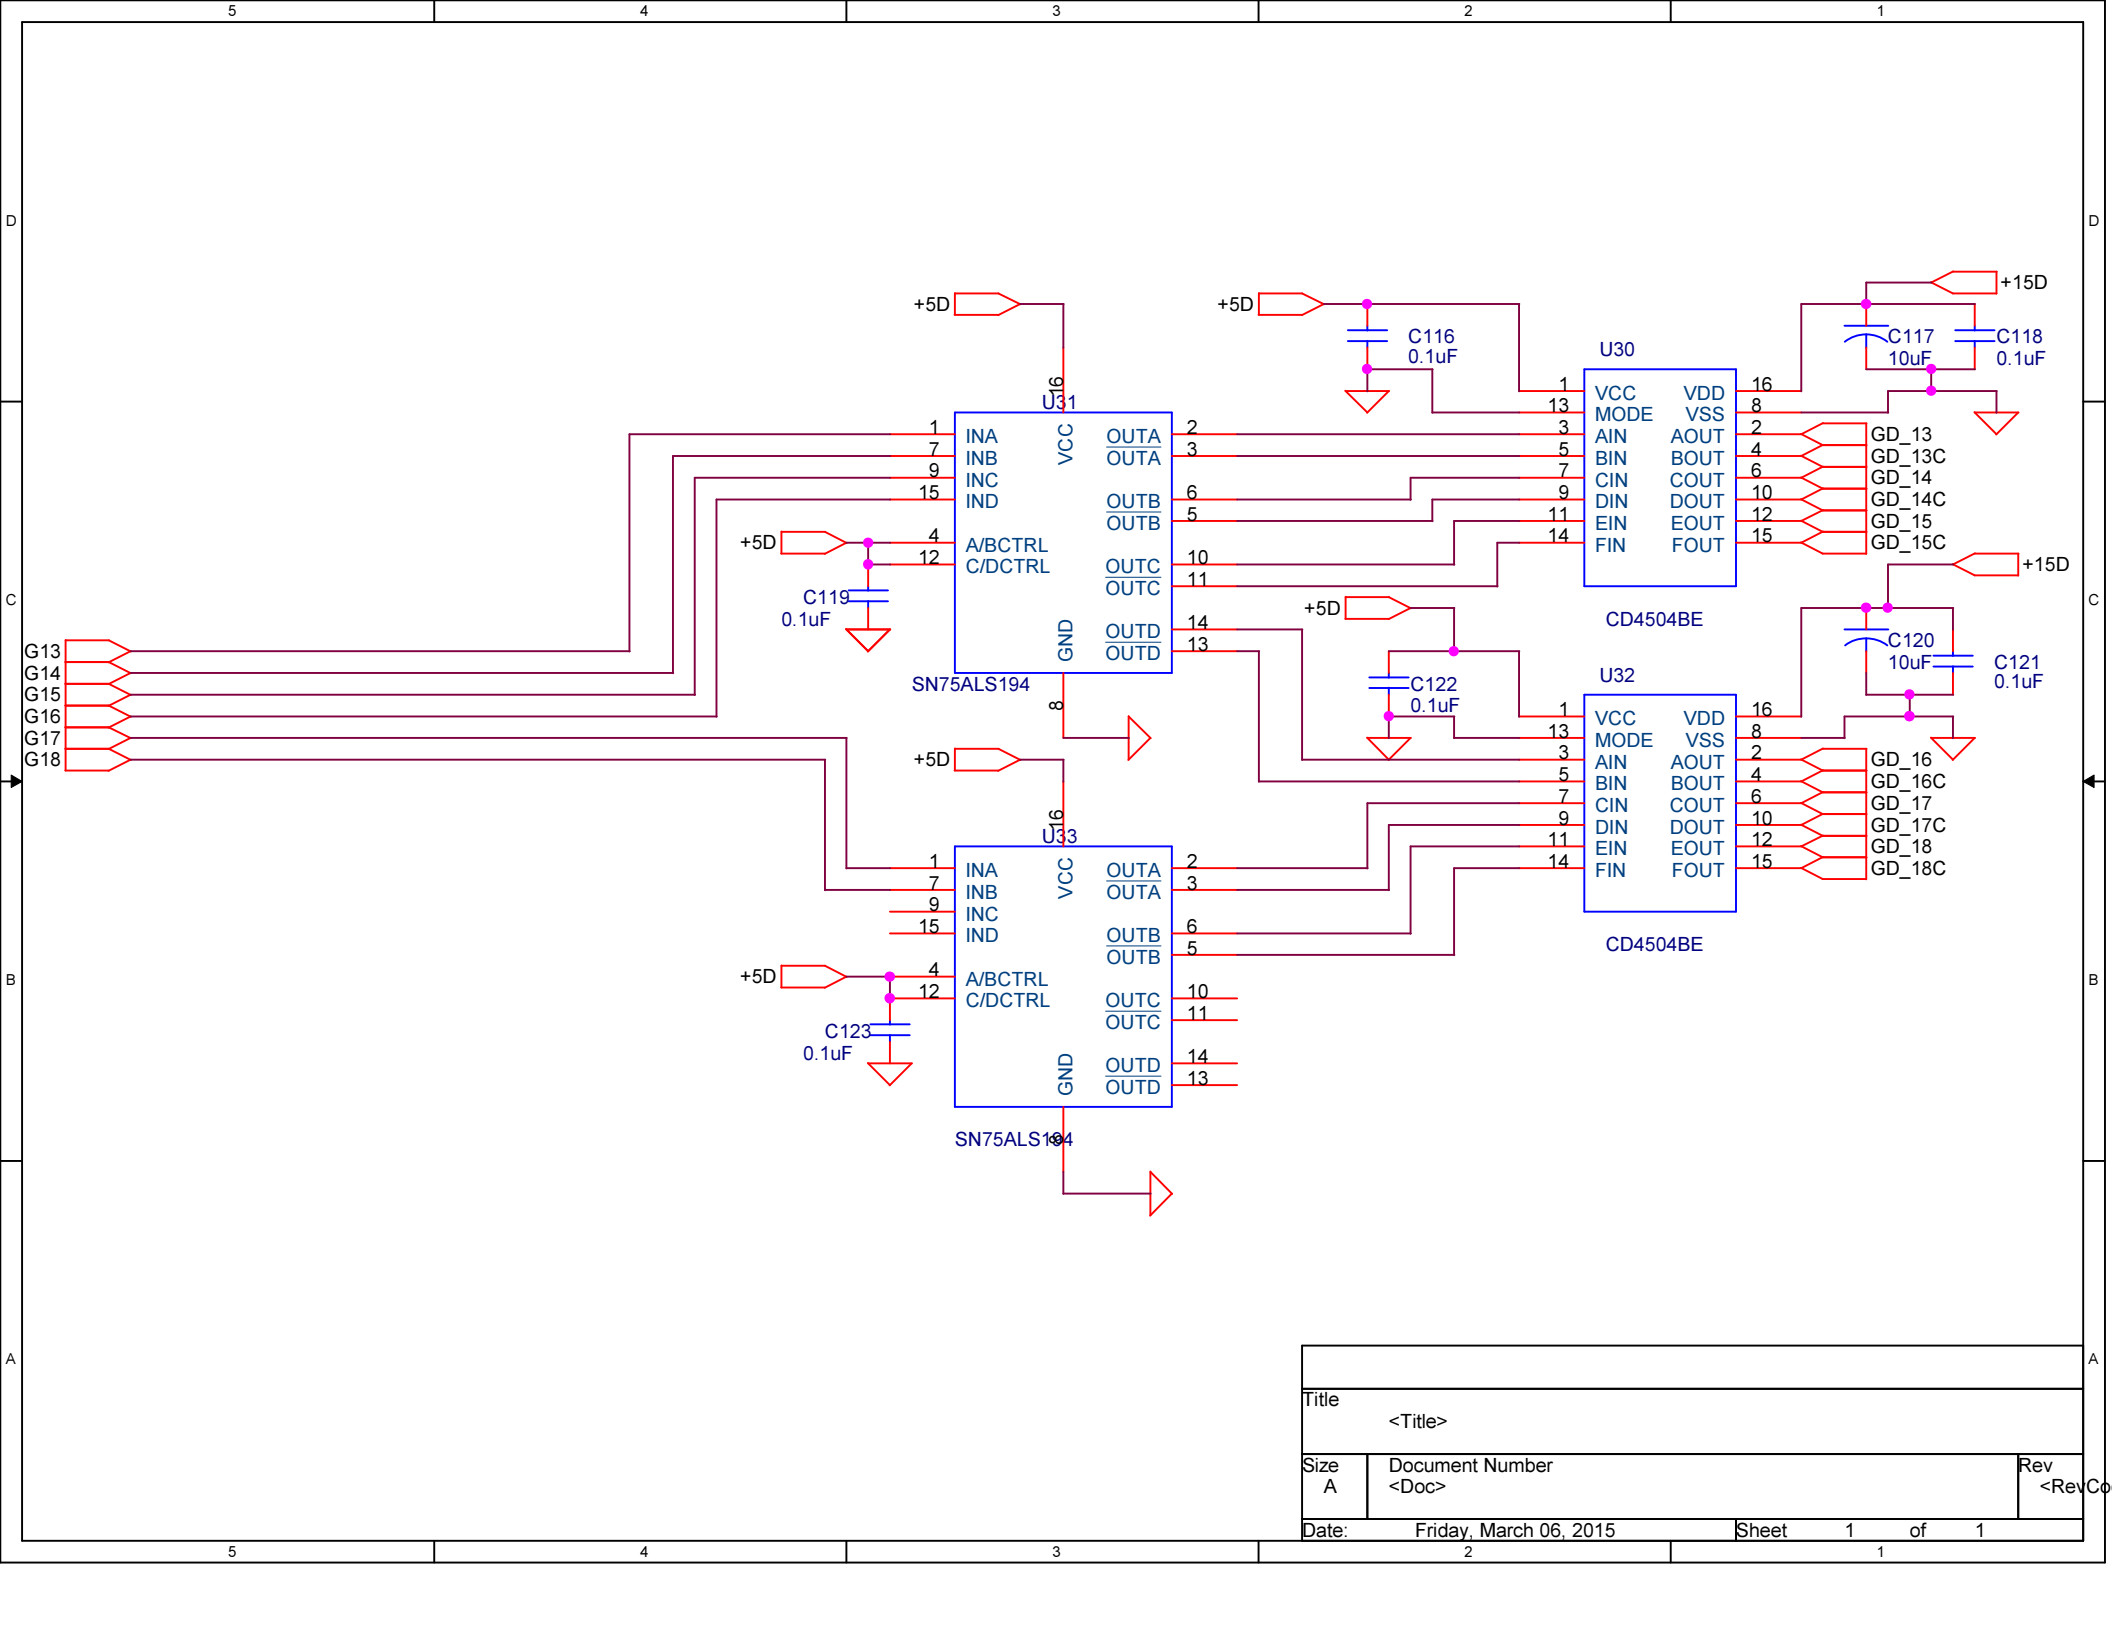 5 4 3 2 1
D D
C C
B B
A A
+5D
+5D
+15D
C116
0.1uF
C117
10uF
C118
0.1uF
U30
1 VCC VDD 16
13 MODE VSS 8
3 AIN AOUT 2 GD_13
5 BIN BOUT 4 GD_13C
7 CIN COUT 6 GD_14
9 DIN DOUT 10 GD_14C
11 EIN EOUT 12 GD_15
14 FIN FOUT 15 GD_15C
CD4504BE
16
U31
VCC
1 INA OUTA 2
7 INB OUTA 3
9 INC
15 IND OUTB 6
OUTB 5
+5D
4 A/BCTRL
12 C/DCTRL OUTC 10
OUTC 11
C119
0.1uF
GND
OUTD 14
OUTD 13
SN75ALS194
8
G13
G14
G15
G16
G17
G18
+5D
+15D
C120
10uF
C121
0.1uF
C122
0.1uF
U32
1 VCC VDD 16
13 MODE VSS 8
3 AIN AOUT 2 GD_16
5 BIN BOUT 4 GD_16C
7 CIN COUT 6 GD_17
9 DIN DOUT 10 GD_17C
11 EIN EOUT 12 GD_18
14 FIN FOUT 15 GD_18C
CD4504BE
+5D
16
U33
VCC
1 INA OUTA 2
7 INB OUTA 3
9 INC
15 IND OUTB 6
OUTB 5
+5D
4 A/BCTRL
12 C/DCTRL OUTC 10
OUTC 11
C123
0.1uF
GND
OUTD 14
OUTD 13
SN75ALS194
8
Title
<Title>
Size Document Number Rev
A <Doc> <RevCo
Date: Friday, March 06, 2015 Sheet 1 of 1
5 4 3 2 1